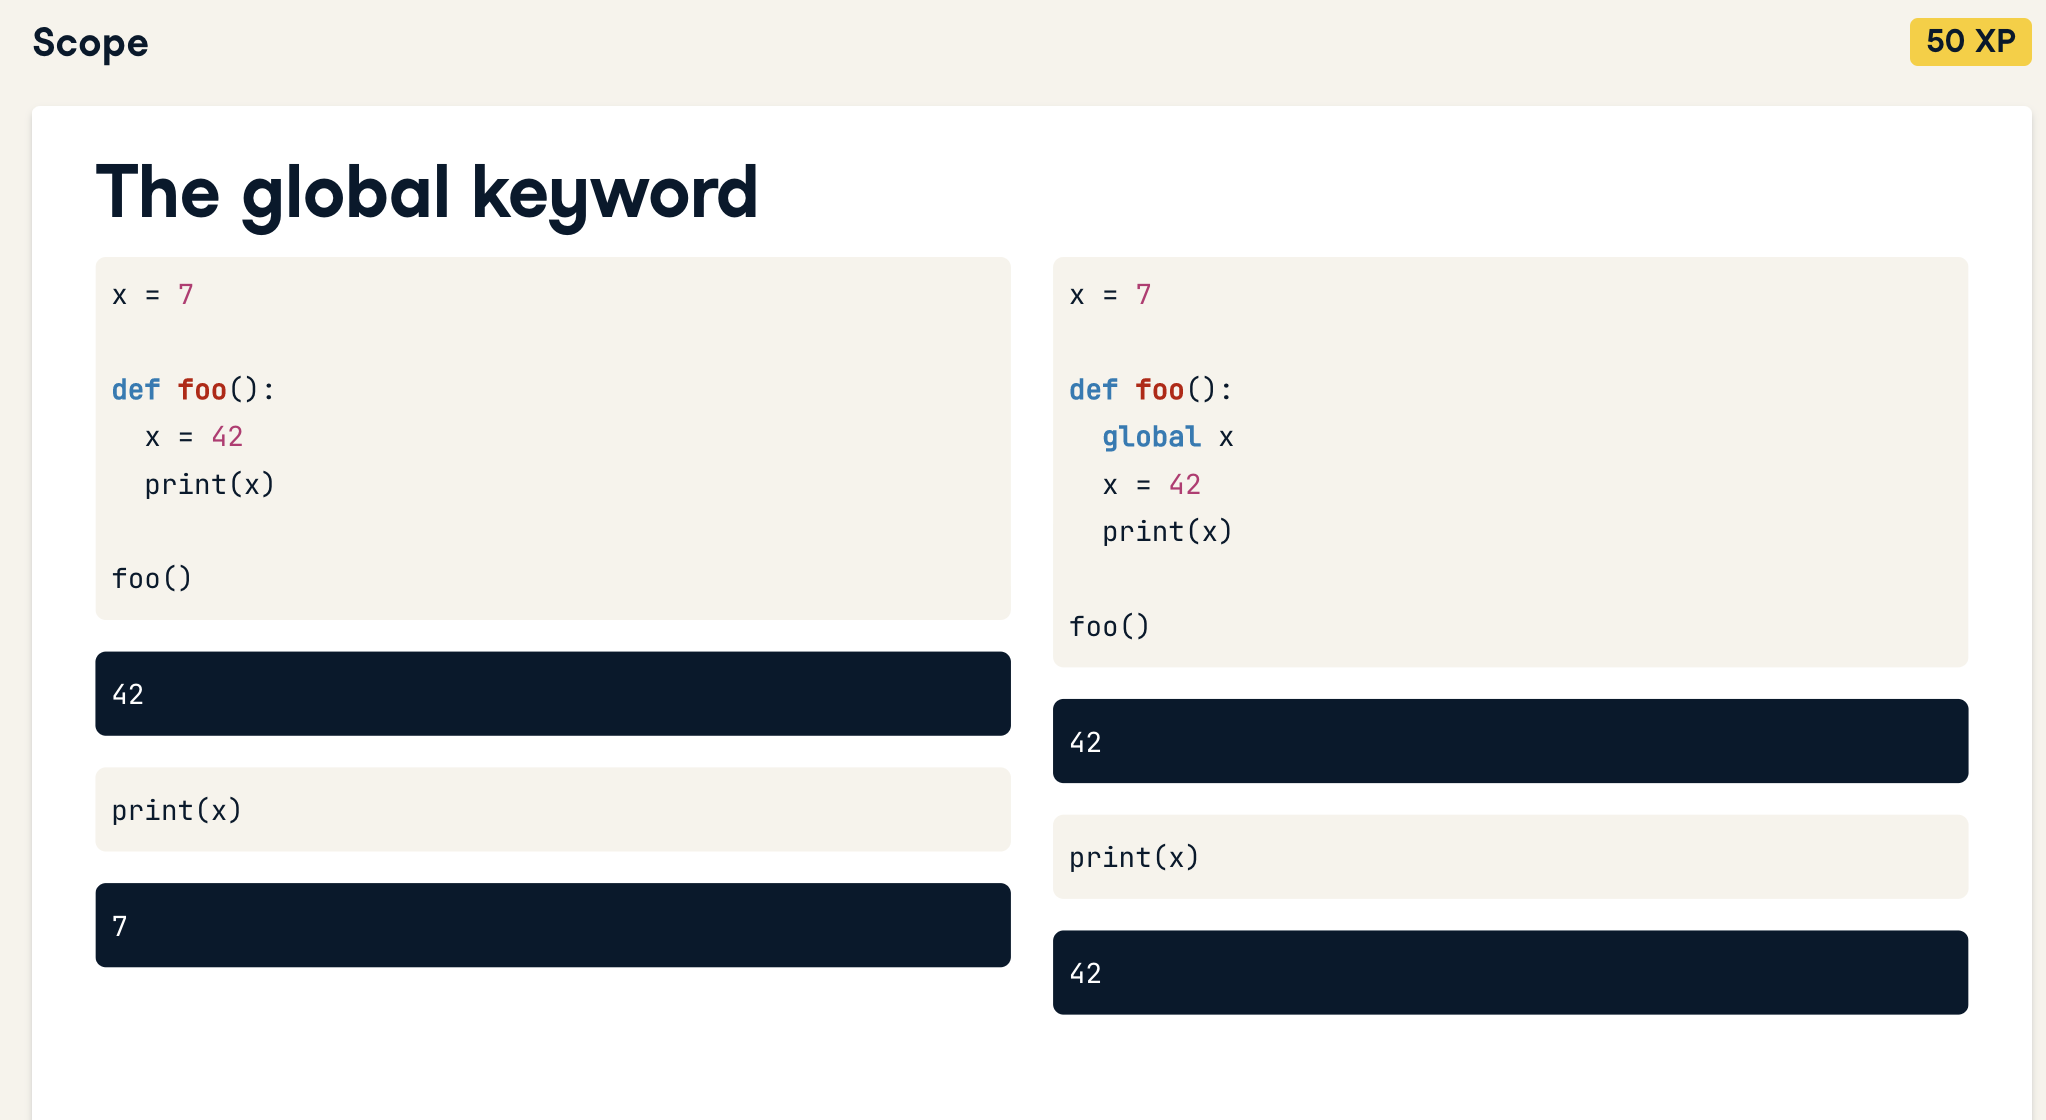 Scope
50 XP
The global keyword
x = 7
def foo():
  x = 42
  print(x)
foo()
42
print(x)
7
x = 7
def foo():
  global x
  x = 42
  print(x)
foo()
42
print(x)
42